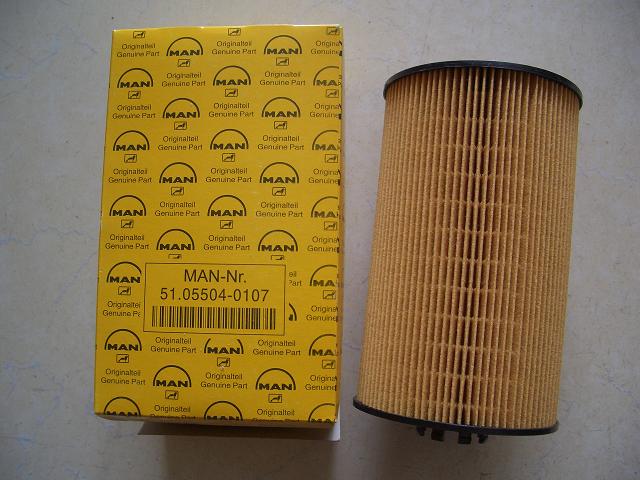 MAN
Originalteil
Genuine Part
MAN-Nr.
51.05504-0107